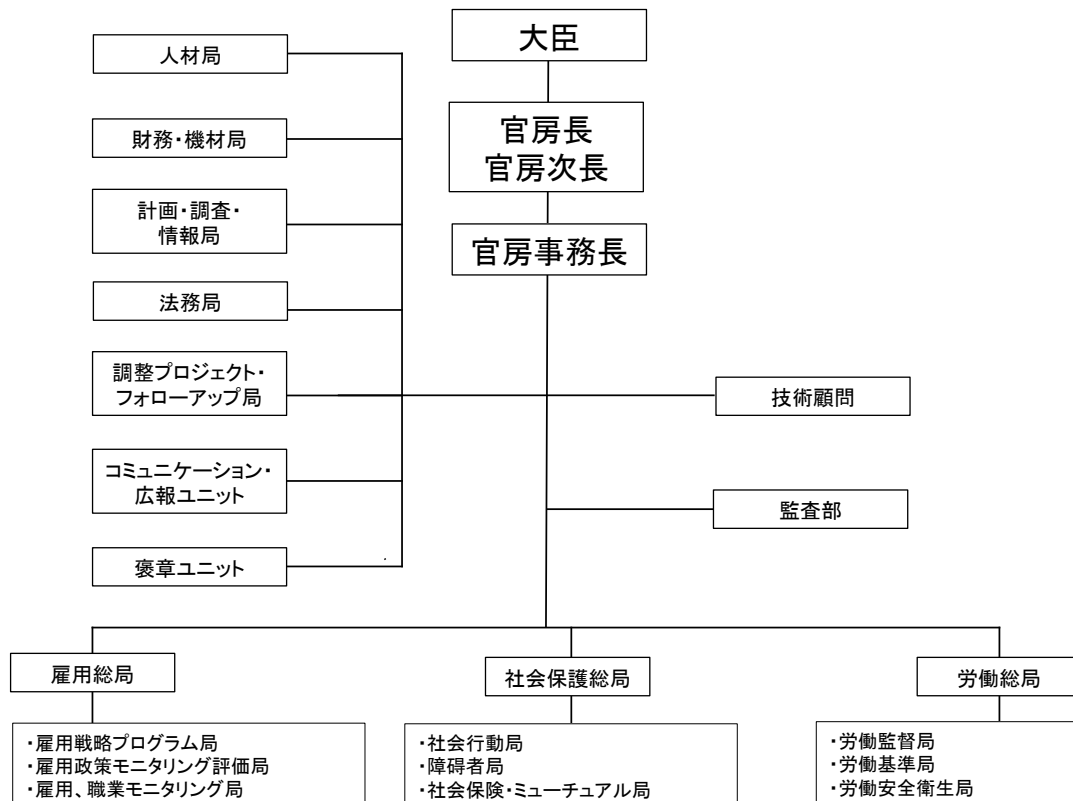 大臣
官房長
官房次長
官房事務長
人材局
財務・機材局
計画・調査・
情報局
法務局
調整プロジェクト・
フォローアップ局
コミュニケーション・
広報ユニット
褒章ユニット
技術顧問
監査部
雇用総局
・雇用戦略プログラム局
・雇用政策モニタリング評価局
・雇用、職業モニタリング局
社会保護総局
・社会行動局
・障碍者局
・社会保険・ミューチュアル局
労働総局
・労働監督局
・労働基準局
・労働安全衛生局